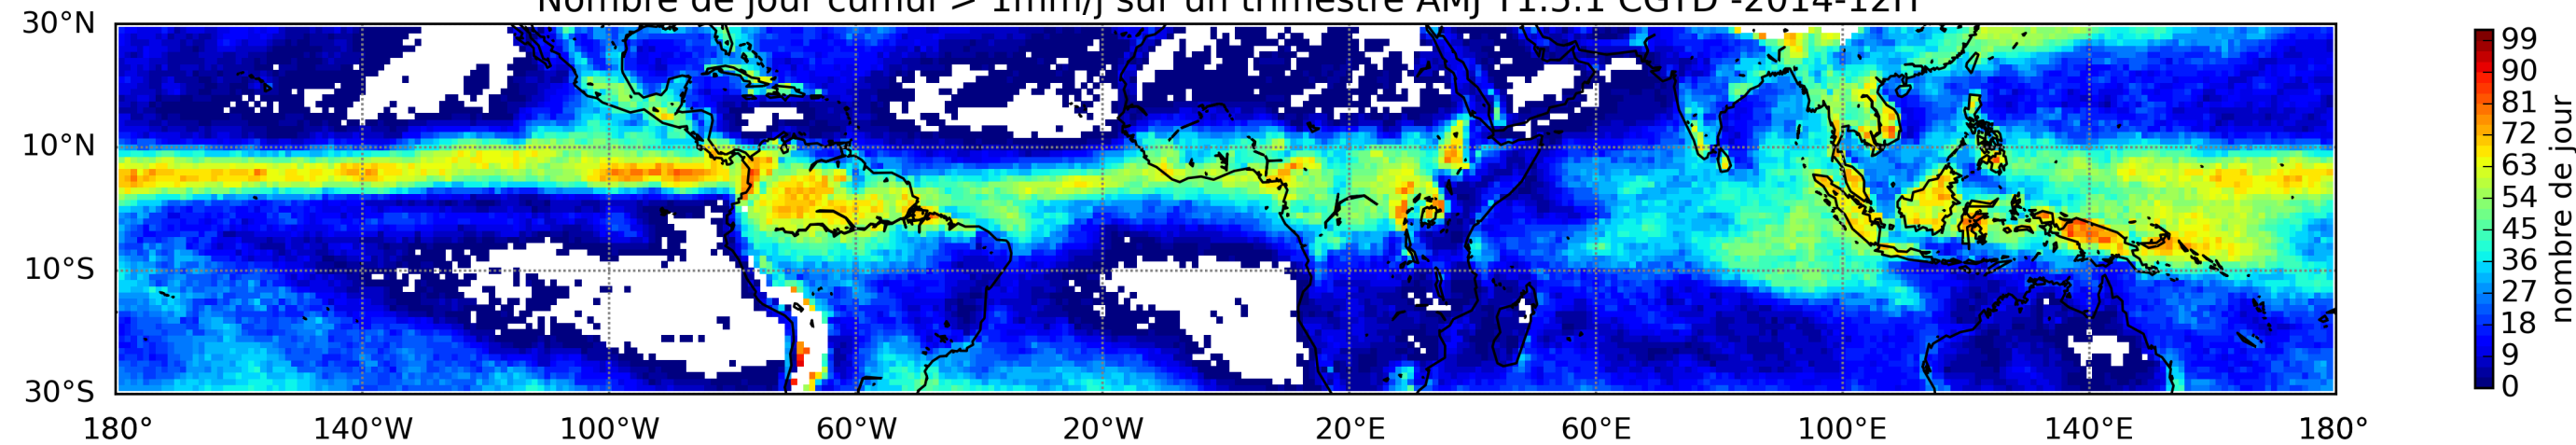 Nombre de jour cumul > 1mm/j sur un trimestre AMJ T1.5.1 CGTD -2014-12H
30°N
10°N
10°S
30°S
180° 140°W 100°W 60°W 20°W 20°E 60°E 100°E 140°E 180°
99
90
81
72
63
54
45
36
27
18
9
0
nombre de jour